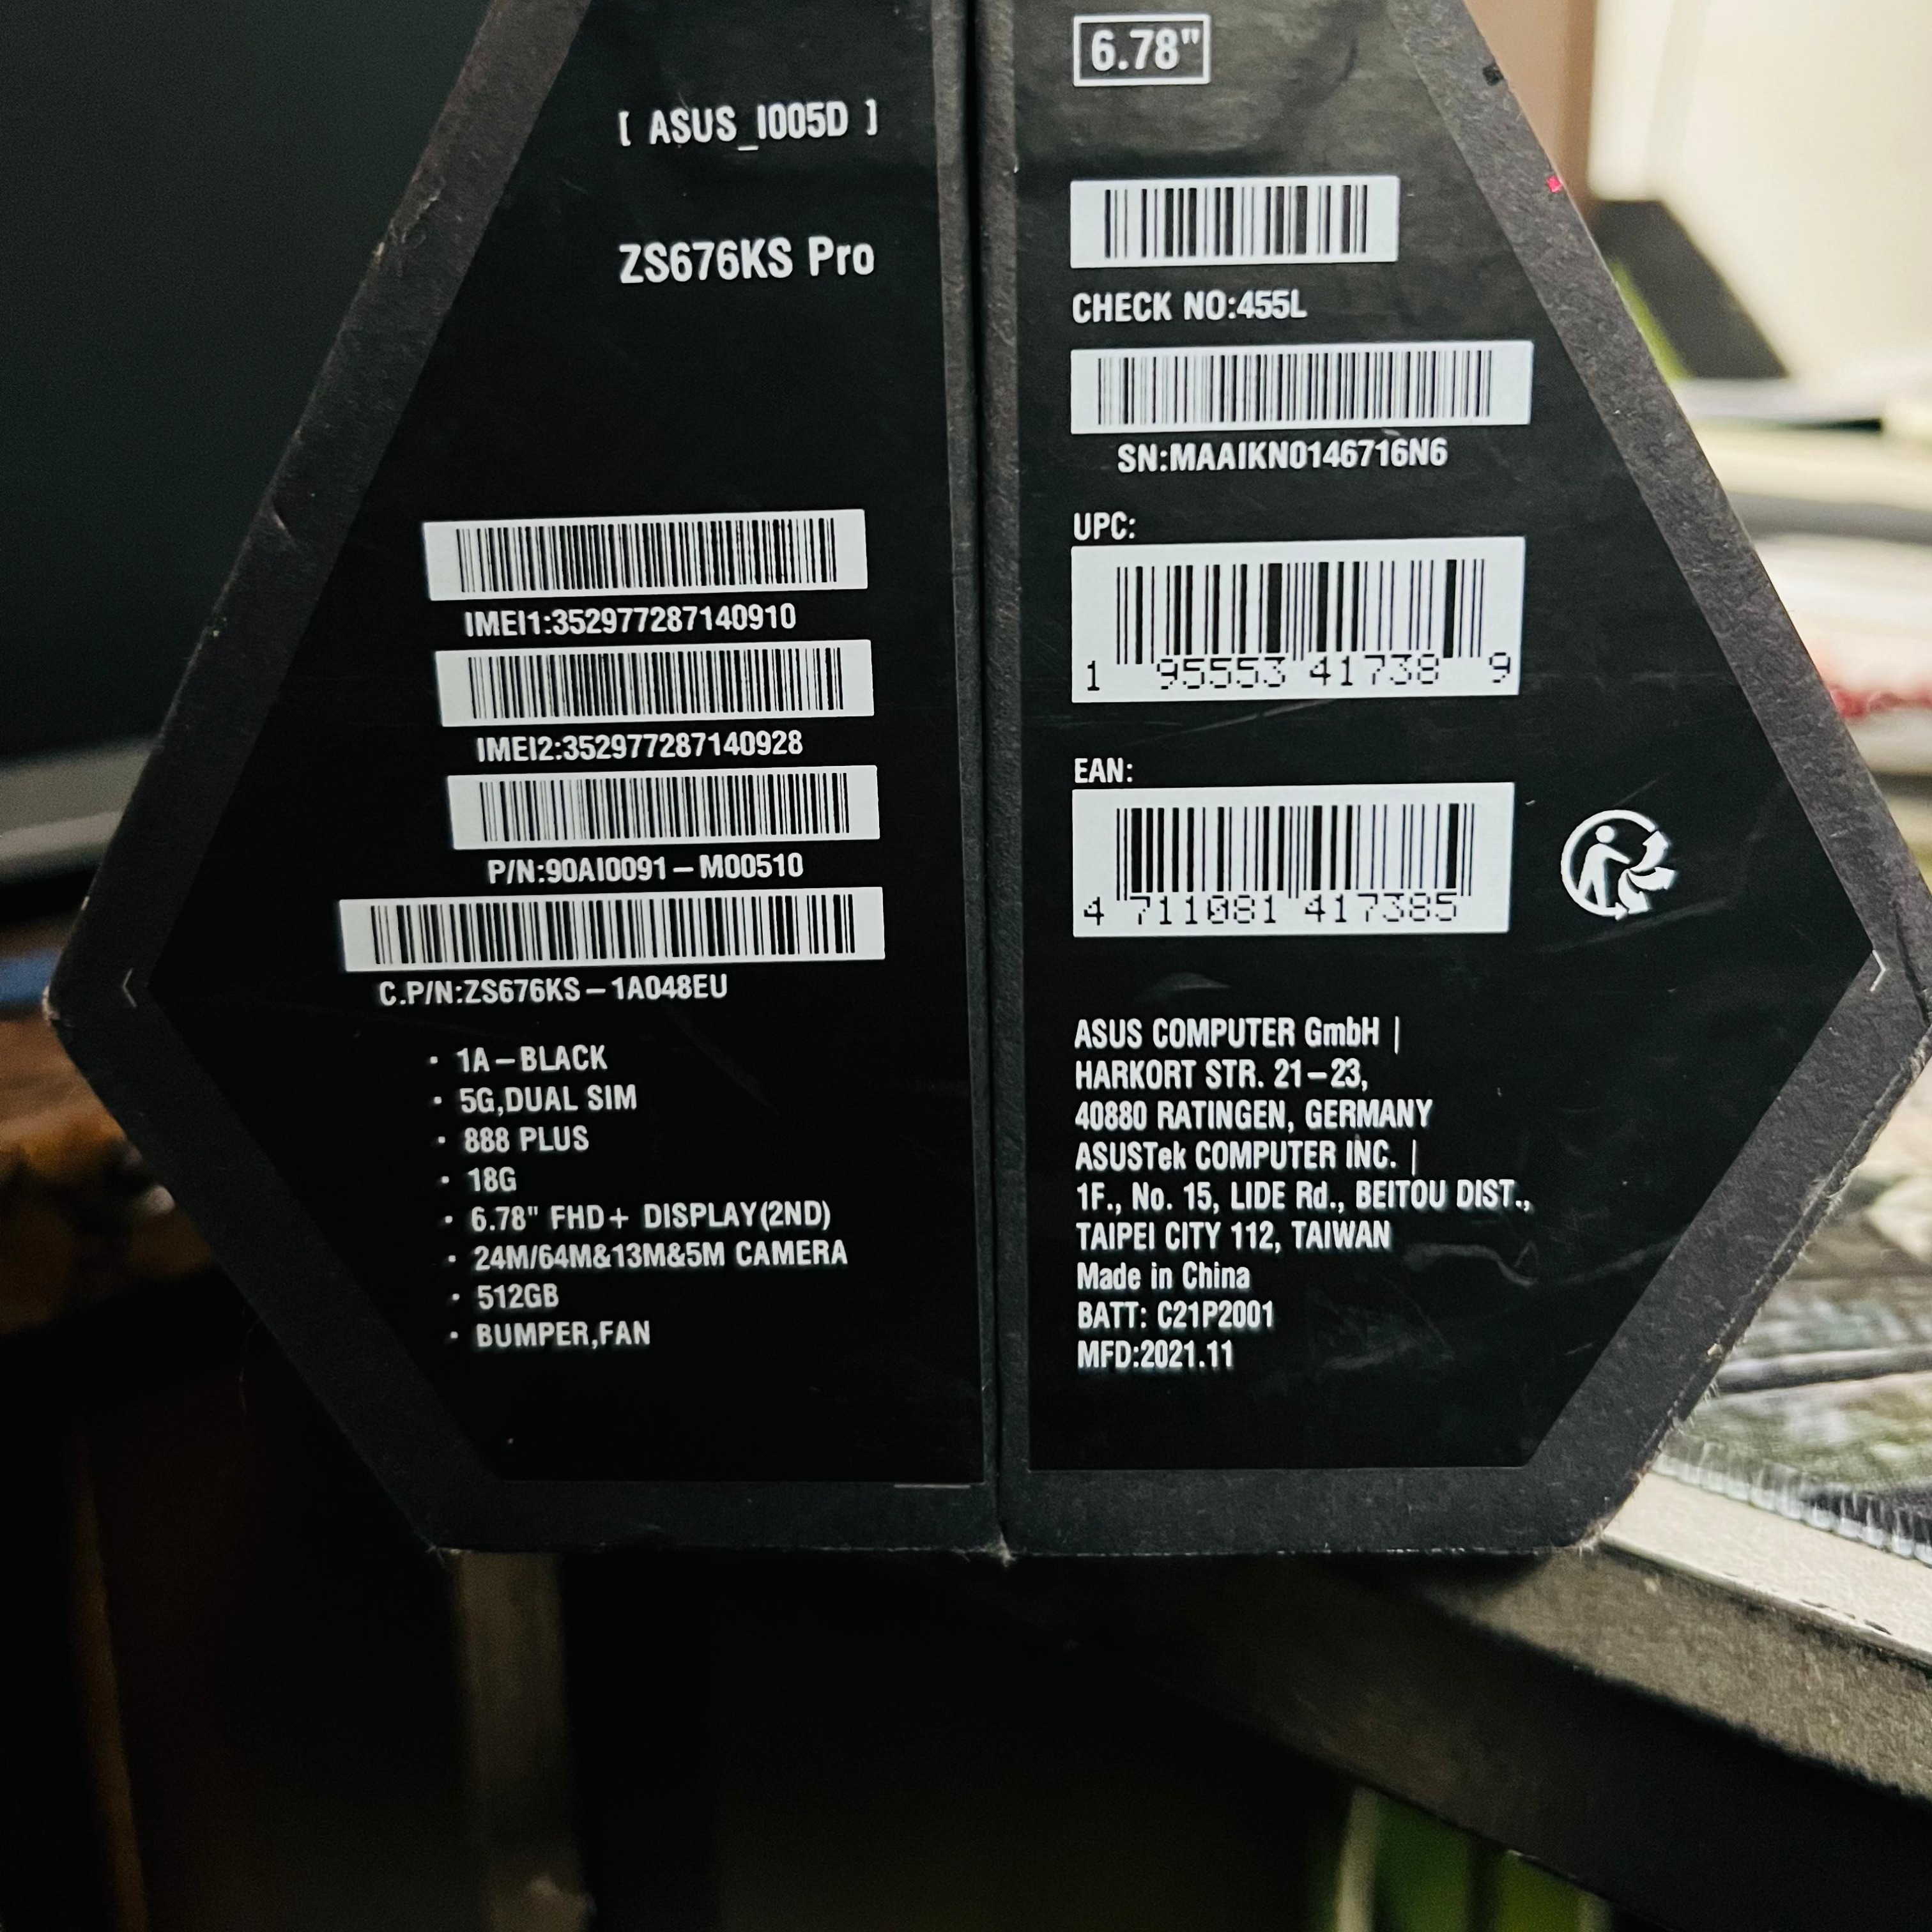 [ ASUS_I005D ]
ZS676KS Pro
IMEI1:352977287140910
IMEI2:352977287140928
P/N:90AI0091-M00510
C.P/N:ZS676KS-1A048EU
· 1A-BLACK
· 5G,DUAL SIM
· 888 PLUS
· 18G
· 6.78" FHD+ DISPLAY(2ND)
· 24M/64M&13M&5M CAMERA
· 512GB
· BUMPER,FAN
6.78"
CHECK NO:455L
SN:MAAIKN0146716N6
UPC:
1 95553 41738 9
EAN:
4 711081 417385
ASUS COMPUTER GmbH |
HARKORT STR. 21-23,
40880 RATINGEN, GERMANY
ASUSTek COMPUTER INC. |
1F., No. 15, LIDE Rd., BEITOU DIST.,
TAIPEI CITY 112, TAIWAN
Made in China
BATT: C21P2001
MFD:2021.11